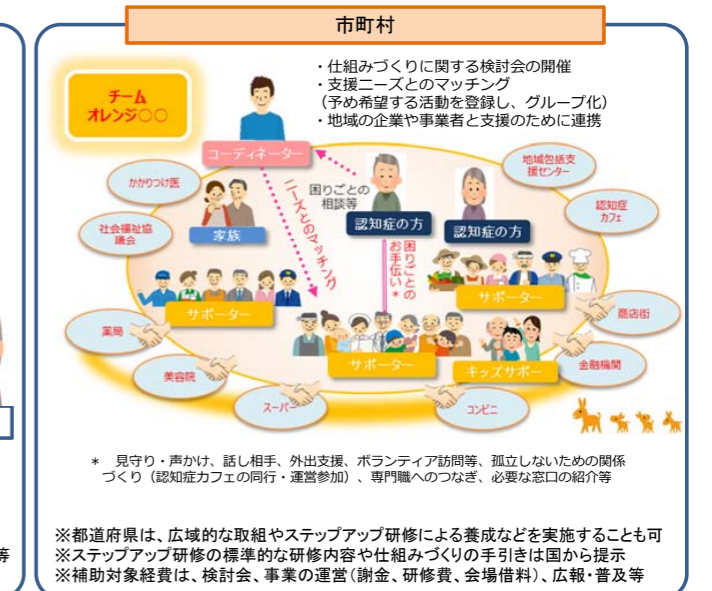 市町村
・仕組みづくりに関する検討会の開催
・支援ニーズとのマッチング
（予め希望する活動を登録し、グループ化）
・地域の企業や事業者と支援のために連携
チーム
オレンジ○○
コーディネーター
かかりつけ医
社会福祉協
議会
家族
ニーズとのマッチング
困りごとの
相談等
認知症の方
認知症の方
地域包括支
援センター
認知症
カフェ
困りごとの
お手伝い*
サポーター
サポーター
サポーター
キッズサポー
薬局
美容院
スーパー
コンビニ
金融機関
商店街
*　見守り・声かけ、話し相手、外出支援、ボランティア訪問等、孤立しないための関係
づくり（認知症カフェの同行・運営参加）、専門職へのつなぎ、必要な窓口の紹介等
等
※都道府県は、広域的な取組やステップアップ研修による養成などを実施することも可
※ステップアップ研修の標準的な研修内容や仕組みづくりの手引きは国から提示
※補助対象経費は、検討会、事業の運営（謝金、研修費、会場借料）、広報・普及等